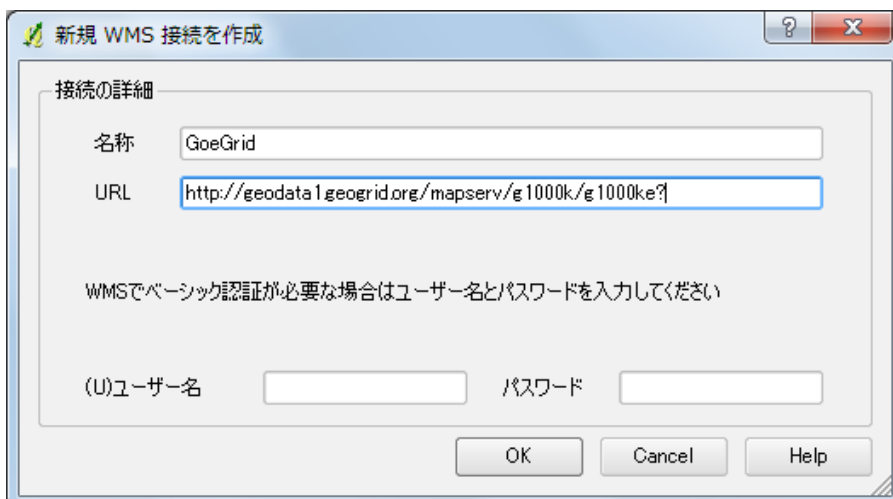 新規 WMS 接続を作成
接続の詳細
名称 GoeGrid
URL http://geodata1.geogrid.org/mapserv/g1000k/g1000ke?
WMSでベーシック認証が必要な場合はユーザー名とパスワードを入力してください
(U)ユーザー名 パスワード
OK Cancel Help